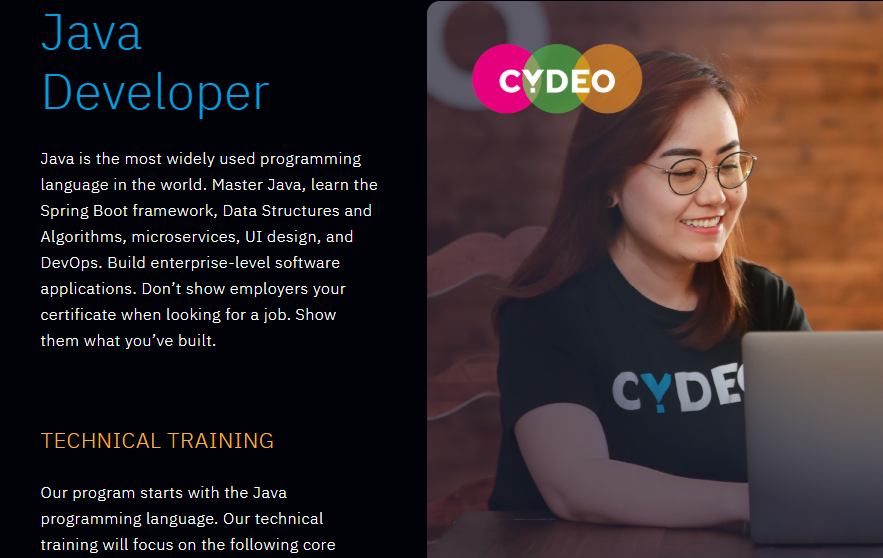 Java
Developer
Java is the most widely used programming
language in the world. Master Java, learn the
Spring Boot framework, Data Structures and
Algorithms, microservices, UI design, and
DevOps. Build enterprise-level software
applications. Don’t show employers your
certificate when looking for a job. Show
them what you’ve built.
TECHNICAL TRAINING
Our program starts with the Java
programming language. Our technical
training will focus on the following core
CYDEO
CYDEO